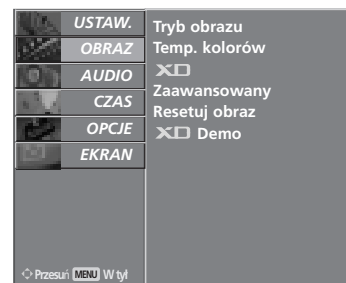 USTAW.
OBRAZ
AUDIO
CZAS
OPCJE
EKRAN
Tryb obrazu
Temp. kolorów
XD
Zaawansowany
Resetuj obraz
XD Demo
Przesuń MENU W tył